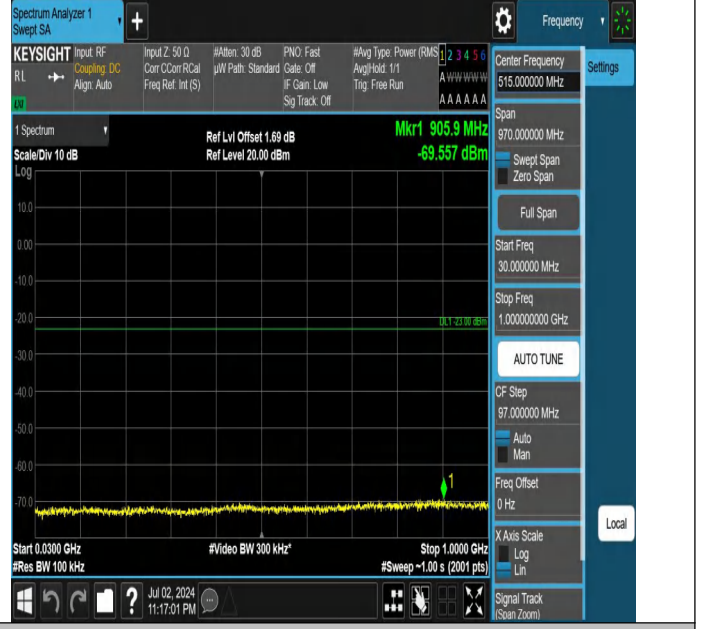 Spectrum Analyzer 1
Swept SA
Frequency
KEYSIGHT
RL
LXI
Input: RF
Coupling: DC
Align: Auto
Input Z: 50 Ω
Corr CCorr RCal
Freq Ref: Int (S)
#Atten: 30 dB
µW Path: Standard
PNO: Fast
Gate: Off
IF Gain: Low
Sig Track: Off
#Avg Type: Power (RMS
Avg|Hold: 1/1
Trig: Free Run
1 2 3 4 5 6
A W W W W W
A A A A A A
1 Spectrum
Scale/Div 10 dB
Log
Ref Lvl Offset 1.69 dB
Ref Level 20.00 dBm
Mkr1 905.9 MHz
-69.557 dBm
10.0
0.00
-10.0
-20.0
DL1 -23.00 dBm
-30.0
-40.0
-50.0
-60.0
1
-70.0
Start 0.0300 GHz
#Res BW 100 kHz
#Video BW 300 kHz*
Stop 1.0000 GHz
#Sweep ~1.00 s (2001 pts)
Jul 02, 2024
11:17:01 PM
?
Center Frequency
515.000000 MHz
Settings
Span
970.000000 MHz
Swept Span
Zero Span
Full Span
Start Freq
30.000000 MHz
Stop Freq
1.000000000 GHz
AUTO TUNE
CF Step
97.000000 MHz
Auto
Man
Freq Offset
0 Hz
Local
X Axis Scale
Log
Lin
Signal Track
(Span Zoom)